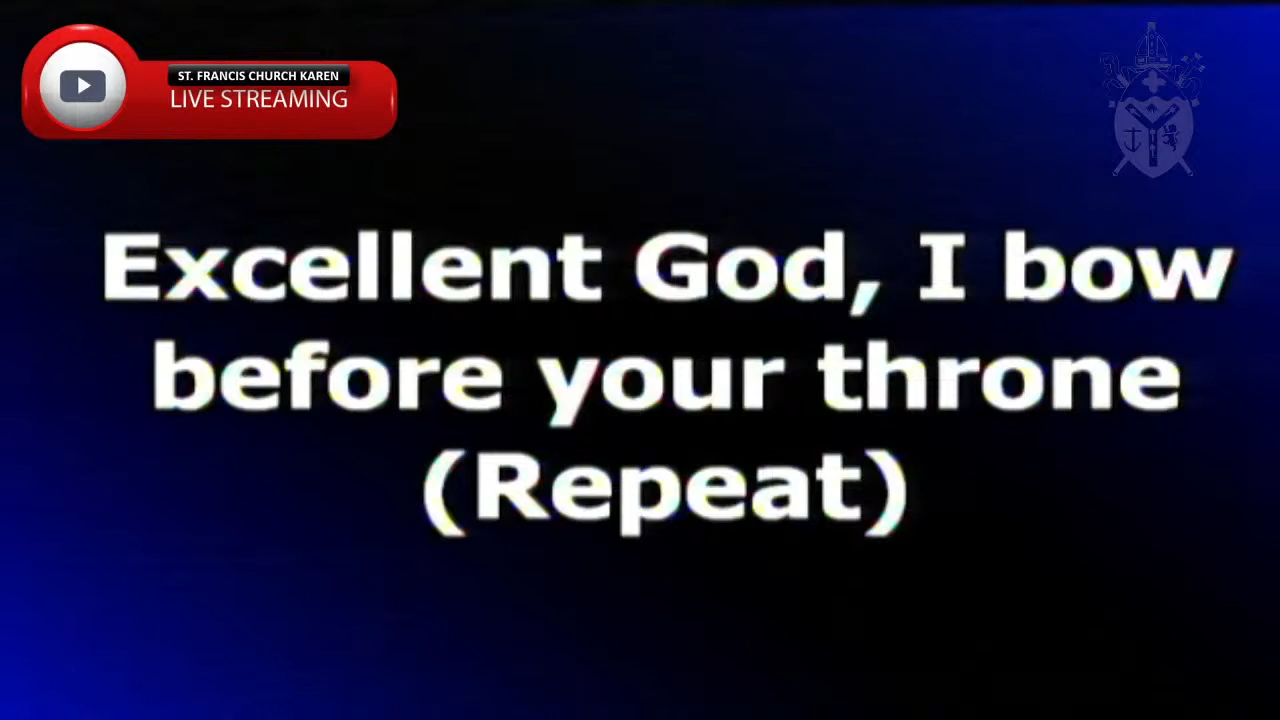 ST. FRANCIS CHURCH KAREN
LIVE STREAMING
Excellent God, I bow
before your throne
(Repeat)